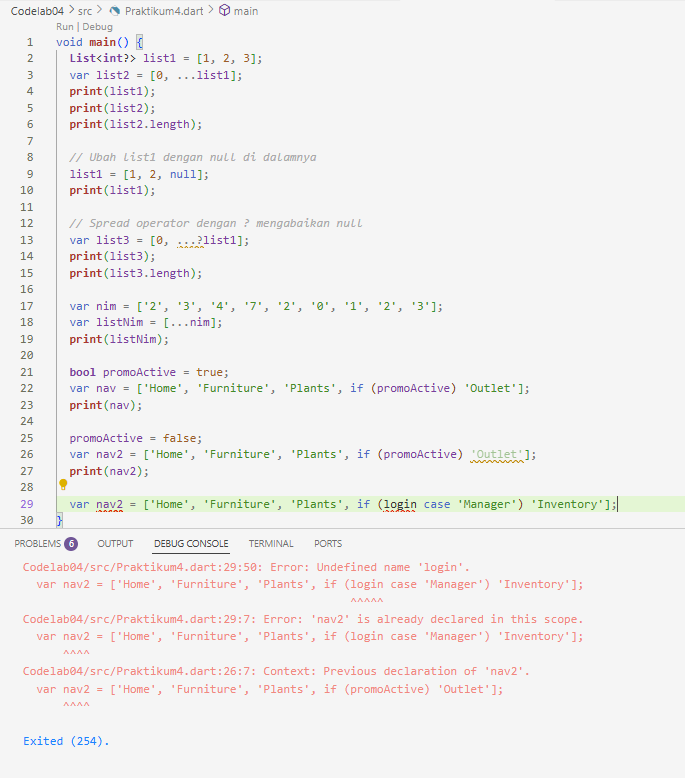 Codelab04 > src > Praktikum4.dart > main
Run | Debug
1 void main() {
2   List<int?> list1 = [1, 2, 3];
3   var list2 = [0, ...list1];
4   print(list1);
5   print(list2);
6   print(list2.length);
7
8   // Ubah list1 dengan null di dalamnya
9   list1 = [1, 2, null];
10   print(list1);
11
12   // Spread operator dengan ? mengabaikan null
13   var list3 = [0, ...?list1];
14   print(list3);
15   print(list3.length);
16
17   var nim = ['2', '3', '4', '7', '2', '0', '1', '2', '3'];
18   var listNim = [...nim];
19   print(listNim);
20
21   bool promoActive = true;
22   var nav = ['Home', 'Furniture', 'Plants', if (promoActive) 'Outlet'];
23   print(nav);
24
25   promoActive = false;
26   var nav2 = ['Home', 'Furniture', 'Plants', if (promoActive) 'Outlet'];
27   print(nav2);
28
29   var nav2 = ['Home', 'Furniture', 'Plants', if (login case 'Manager') 'Inventory'];
30 }
PROBLEMS 6 OUTPUT DEBUG CONSOLE TERMINAL PORTS
Codelab04/src/Praktikum4.dart:29:50: Error: Undefined name 'login'.
  var nav2 = ['Home', 'Furniture', 'Plants', if (login case 'Manager') 'Inventory'];
                                                 ^^^^^
Codelab04/src/Praktikum4.dart:29:7: Error: 'nav2' is already declared in this scope.
  var nav2 = ['Home', 'Furniture', 'Plants', if (login case 'Manager') 'Inventory'];
      ^^^^
Codelab04/src/Praktikum4.dart:26:7: Context: Previous declaration of 'nav2'.
  var nav2 = ['Home', 'Furniture', 'Plants', if (promoActive) 'Outlet'];
      ^^^^
Exited (254).